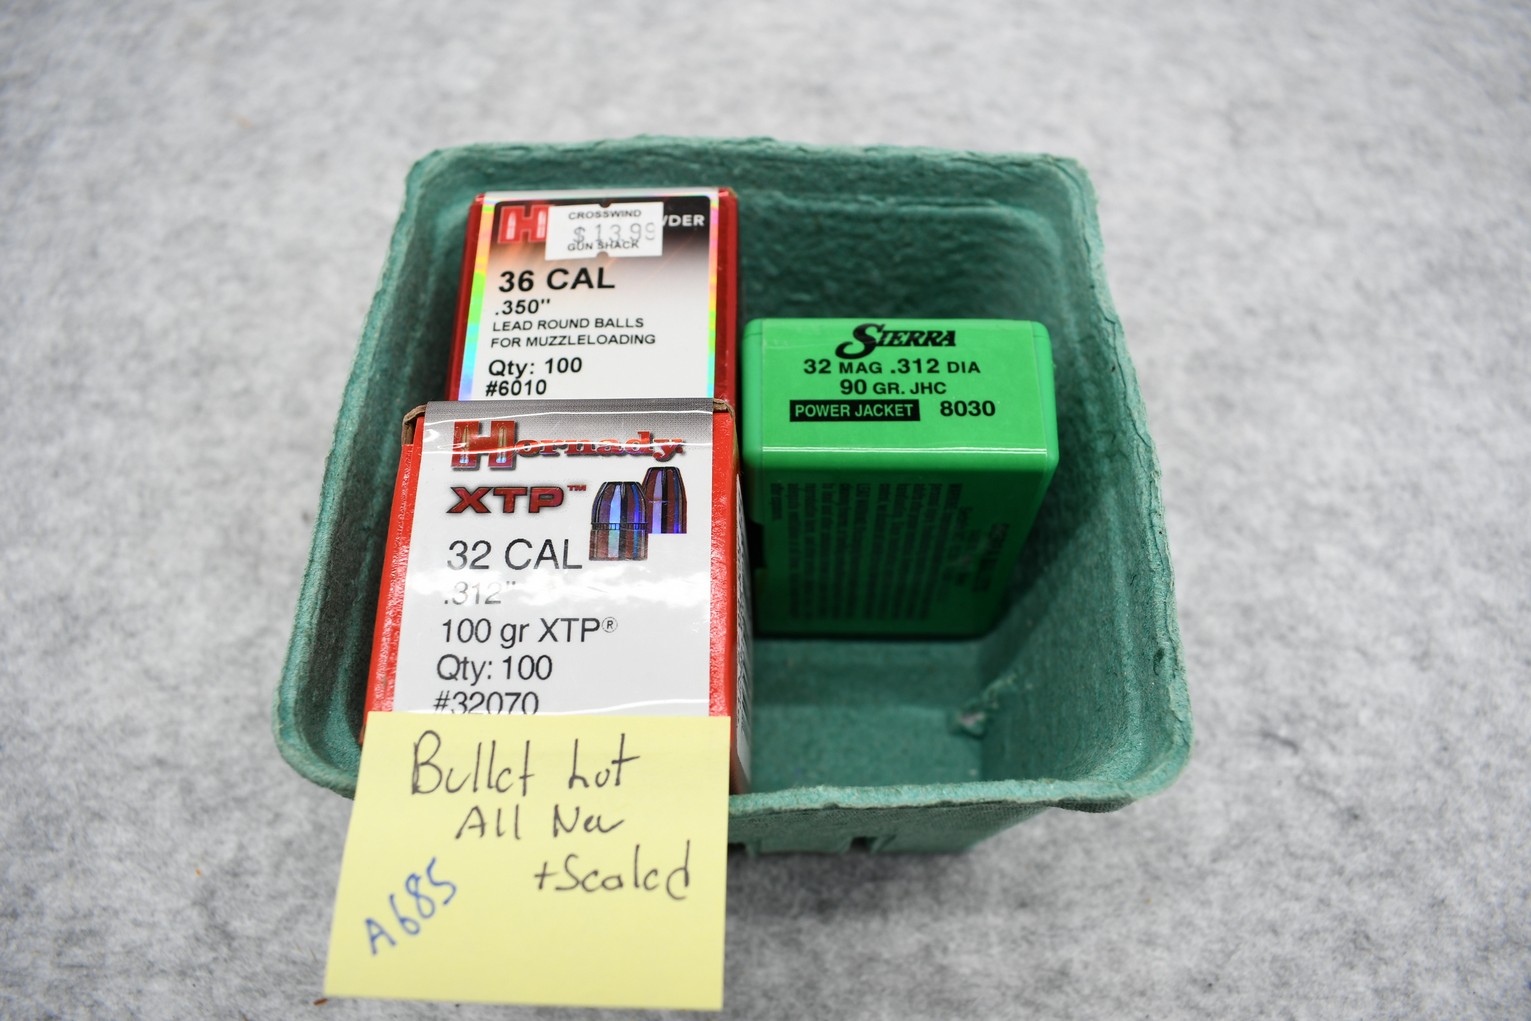 CROSSWIND
$13.99
GUN SHACK
36 CAL
.350"
LEAD ROUND BALLS
FOR MUZZLELOADING
Qty: 100
#6010
Hornady
XTP™
32 CAL
.312"
100 gr XTP®
Qty: 100
#32070
SIERRA
32 MAG .312 DIA
90 GR. JHC
POWER JACKET 8030
Bullet Lot
All New
+Sealed
A685